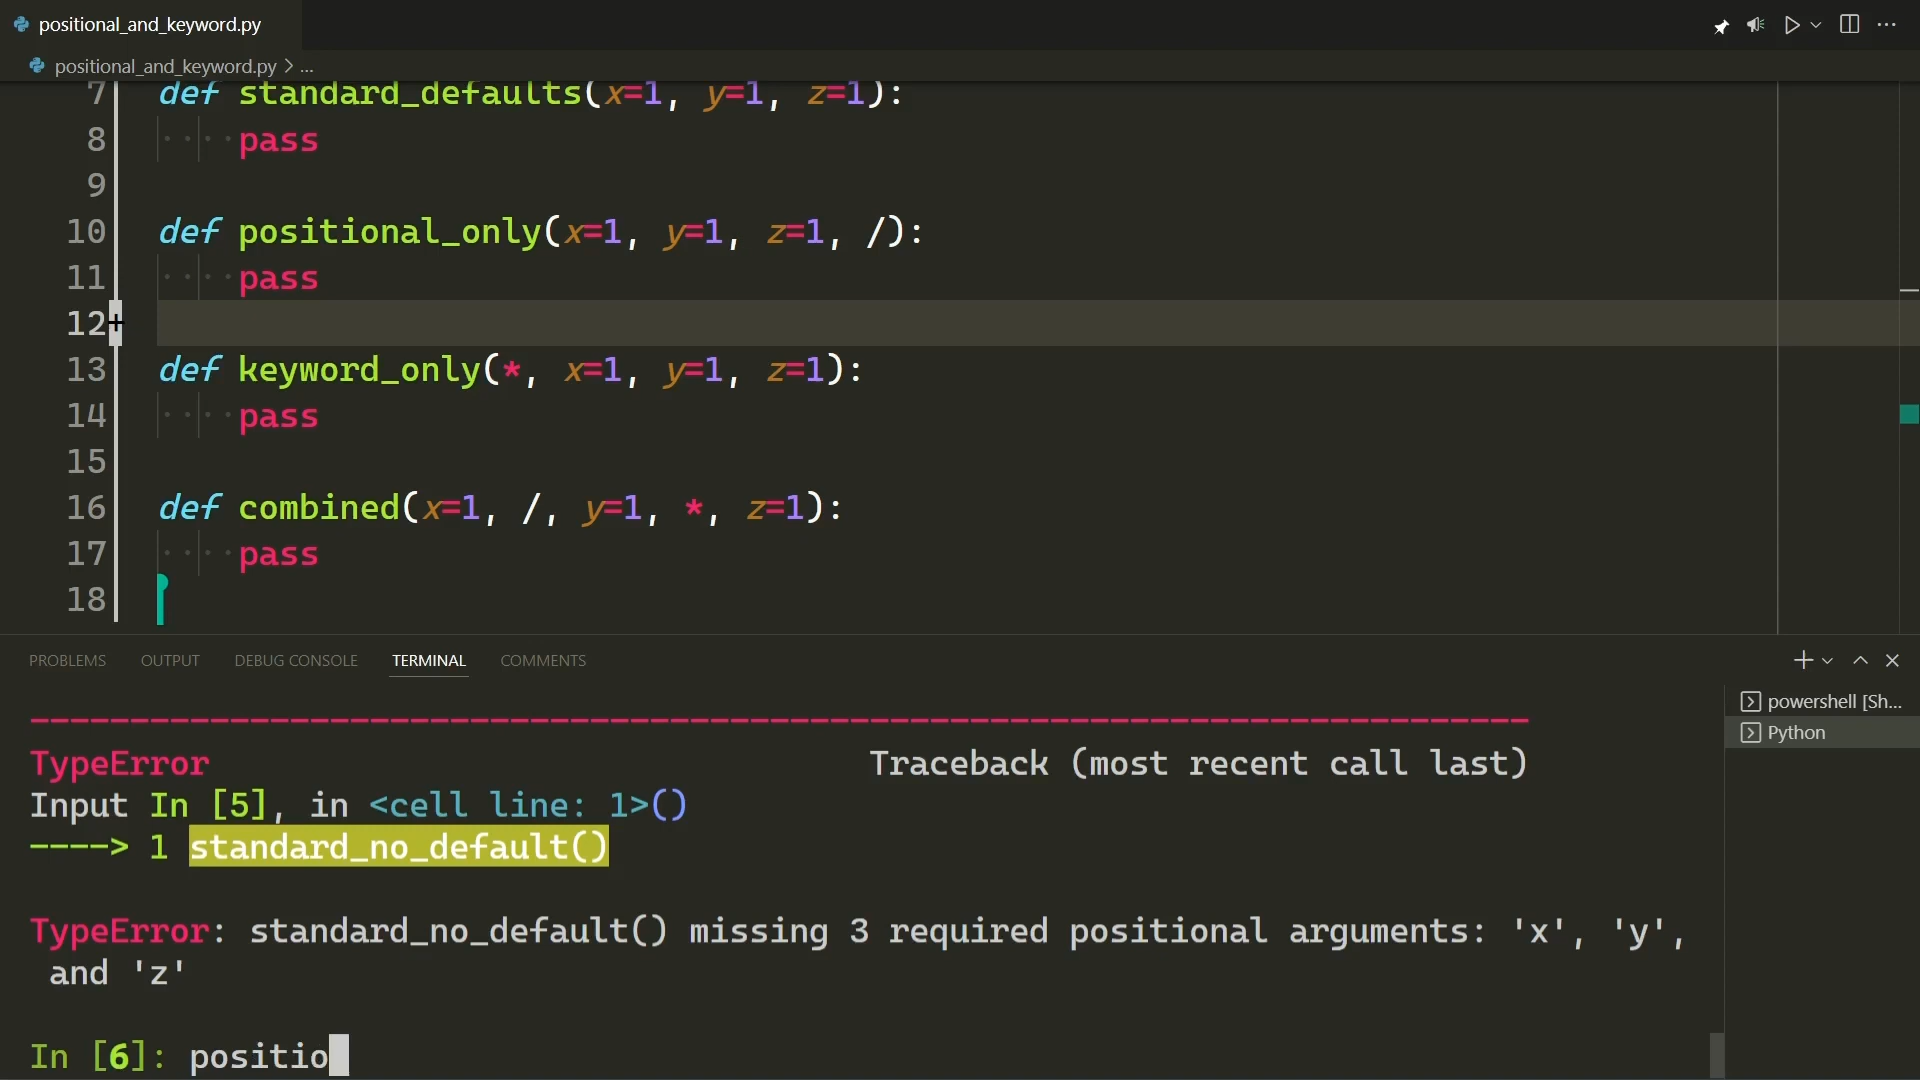 positional_and_keyword.py
positional_and_keyword.py > ...
7 def standard_defaults(x=1, y=1, z=1):
8 pass
9
10 def positional_only(x=1, y=1, z=1, /):
11 pass
12
13 def keyword_only(*, x=1, y=1, z=1):
14 pass
15
16 def combined(x=1, /, y=1, *, z=1):
17 pass
18
PROBLEMS OUTPUT DEBUG CONSOLE TERMINAL COMMENTS
powershell [Sh...
Python
---------------------------------------------------------------------------
TypeError Traceback (most recent call last)
Input In [5], in <cell line: 1>()
----> 1 standard_no_default()
TypeError: standard_no_default() missing 3 required positional arguments: 'x', 'y',
and 'z'
In [6]: positio